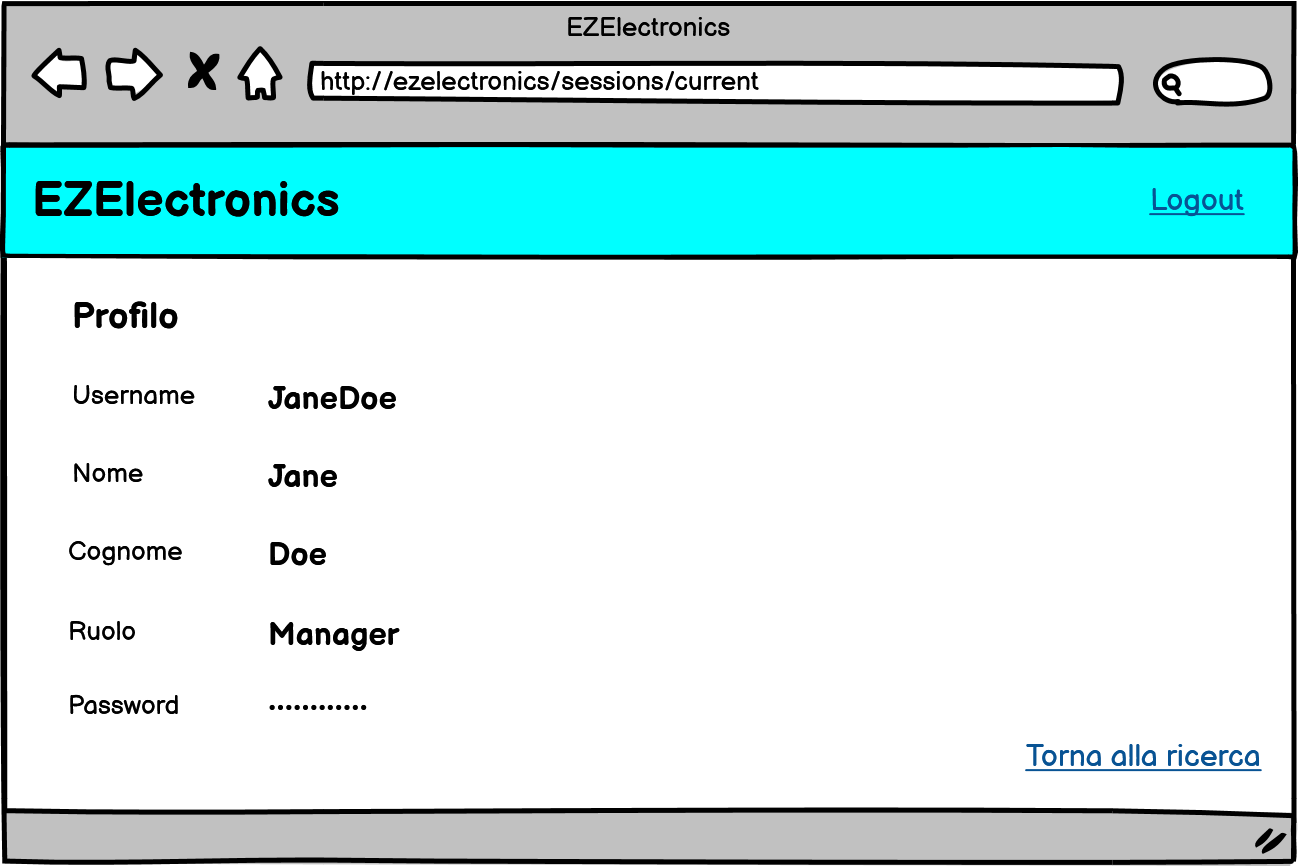 EZElectronics
http://ezelectronics/sessions/current
EZElectronics
Logout
Profilo
Username JaneDoe
Nome Jane
Cognome Doe
Ruolo Manager
Password ············
Torna alla ricerca